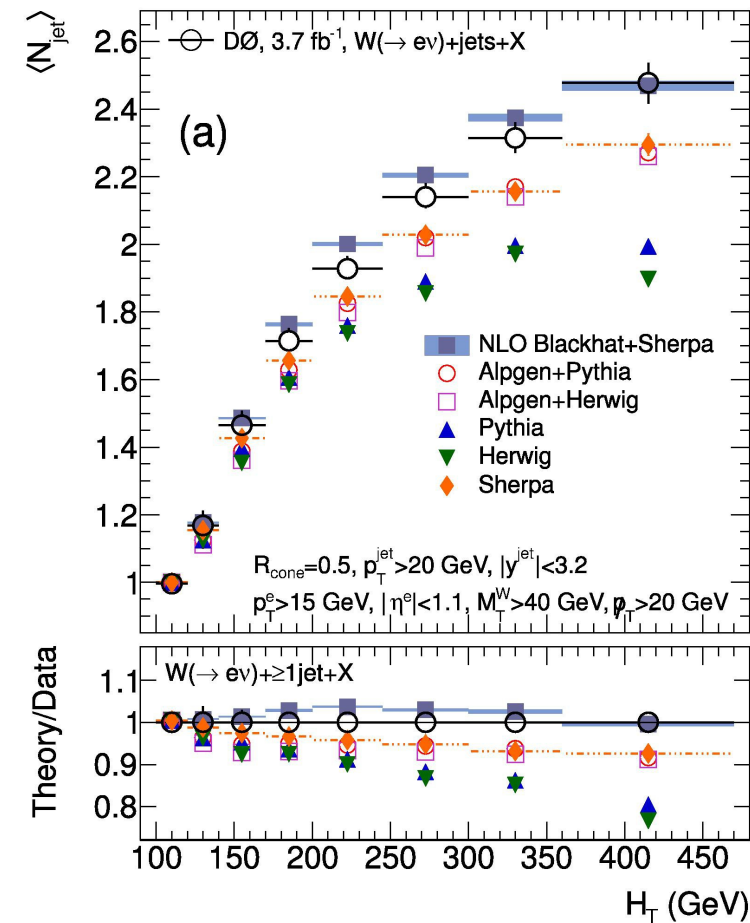 ⟨N_jet⟩
2.6
2.4
2.2
2
1.8
1.6
1.4
1.2
1
DØ, 3.7 fb⁻¹, W(→ eν)+jets+X
(a)
NLO Blackhat+Sherpa
Alpgen+Pythia
Alpgen+Herwig
Pythia
Herwig
Sherpa
R_cone=0.5, p_T^jet>20 GeV, |y^jet|<3.2
p_T^e>15 GeV, |η^e|<1.1, M_T^W>40 GeV, p̸_T>20 GeV
Theory/Data
1.1
1
0.9
0.8
W(→ eν)+≥1jet+X
100 150 200 250 300 350 400 450
H_T (GeV)